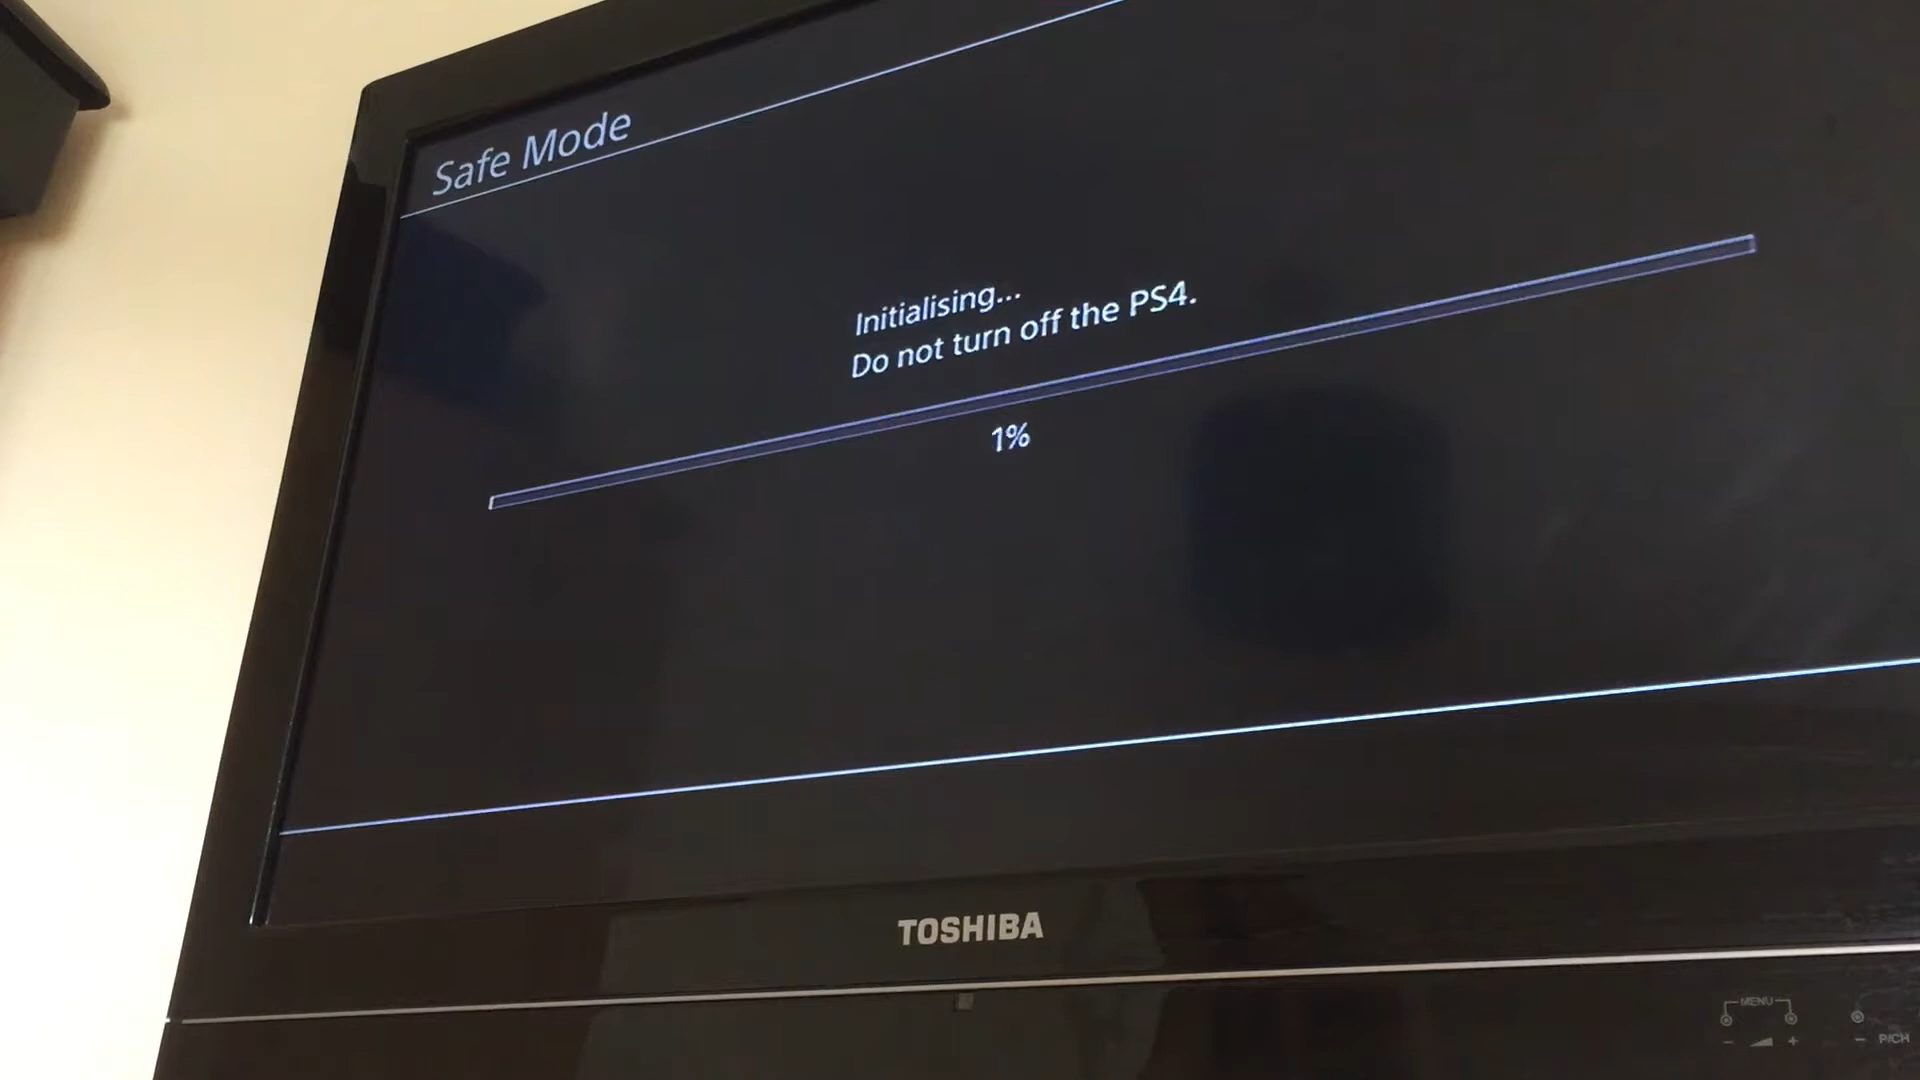 Safe Mode
Initialising...
Do not turn off the PS4.
1%
TOSHIBA
MENU
- + - P/CH